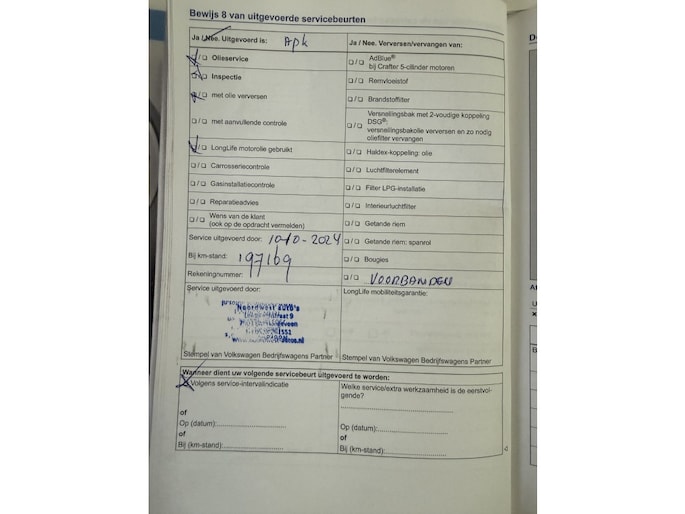 Bewijs 8 van uitgevoerde servicebeurten
Ja / Nee. Uitgevoerd is: Apk
Ja / Nee. Verversen/vervangen van:
Olieservice
AdBlue®
bij Crafter 5-cilinder motoren
Inspectie
Remvloeistof
met olie verversen
Brandstoffilter
met aanvullende controle
Versnellingsbak met 2-voudige koppeling
DSG®:
versnellingsbakolie verversen en zo nodig
oliefilter vervangen
LongLife motorolie gebruikt
Haldex-koppeling: olie
Carrosseriecontrole
Luchtfilterelement
Gasinstallatiecontrole
Filter LPG-installatie
Reparatieadvies
Interieurluchtfilter
Wens van de klant
(ook op de opdracht vermelden)
Getande riem
Service uitgevoerd door: 10-10-2024
Getande riem: spanrol
Bij km-stand: 197169
Bougies
Rekeningnummer:
VOORBANDEN
Service uitgevoerd door:
LongLife mobiliteitsgarantie:
Noordwest auto's
Stempel van Volkswagen Bedrijfswagens Partner
Stempel van Volkswagen Bedrijfswagens Partner
Wanneer dient uw volgende servicebeurt uitgevoerd te worden:
Volgens service-intervalindicatie
Welke service/extra werkzaamheid is de eerstvol-
gende?
of
Op (datum):
Op (datum):
of
of
Bij (km-stand):
Bij (km-stand):